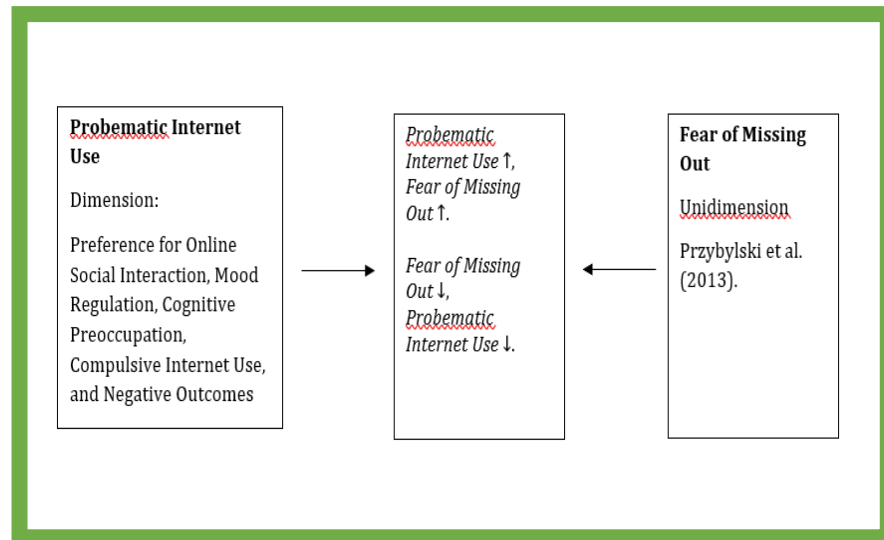 Probematic Internet
Use
Dimension:
Preference for Online
Social Interaction, Mood
Regulation, Cognitive
Preoccupation,
Compulsive Internet Use,
and Negative Outcomes
Probematic
Internet Use ↑,
Fear of Missing
Out ↑.
Fear of Missing
Out ↓,
Probematic
Internet Use ↓.
Fear of Missing
Out
Unidimension
Przybylski et al.
(2013).